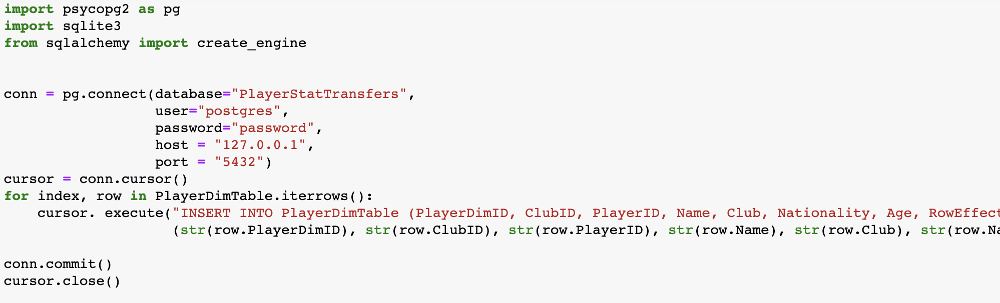 import psycopg2 as pg
import sqlite3
from sqlalchemy import create_engine
conn = pg.connect(database="PlayerStatTransfers",
user="postgres",
password="password",
host = "127.0.0.1",
port = "5432")
cursor = conn.cursor()
for index, row in PlayerDimTable.iterrows():
cursor. execute("INSERT INTO PlayerDimTable (PlayerDimID, ClubID, PlayerID, Name, Club, Nationality, Age, RowEffect
(str(row.PlayerDimID), str(row.ClubID), str(row.PlayerID), str(row.Name), str(row.Club), str(row.Na
conn.commit()
cursor.close()